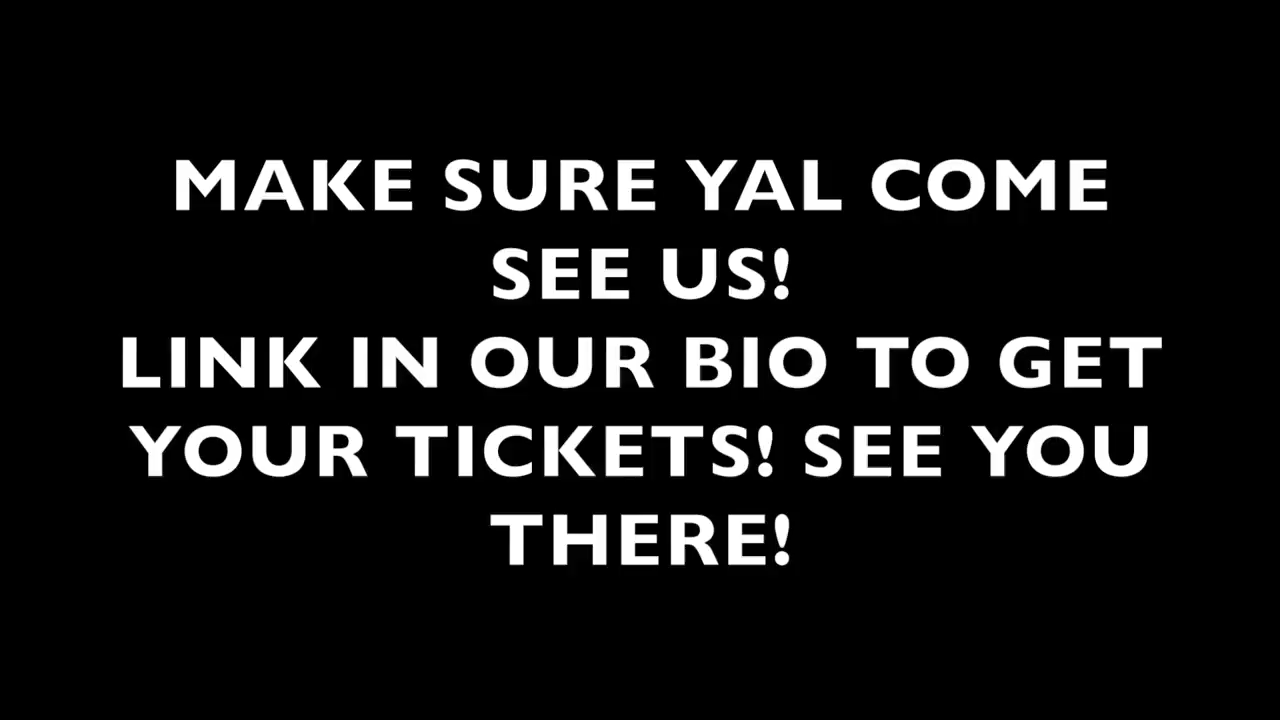 MAKE SURE YAL COME
SEE US!
LINK IN OUR BIO TO GET
YOUR TICKETS! SEE YOU
THERE!